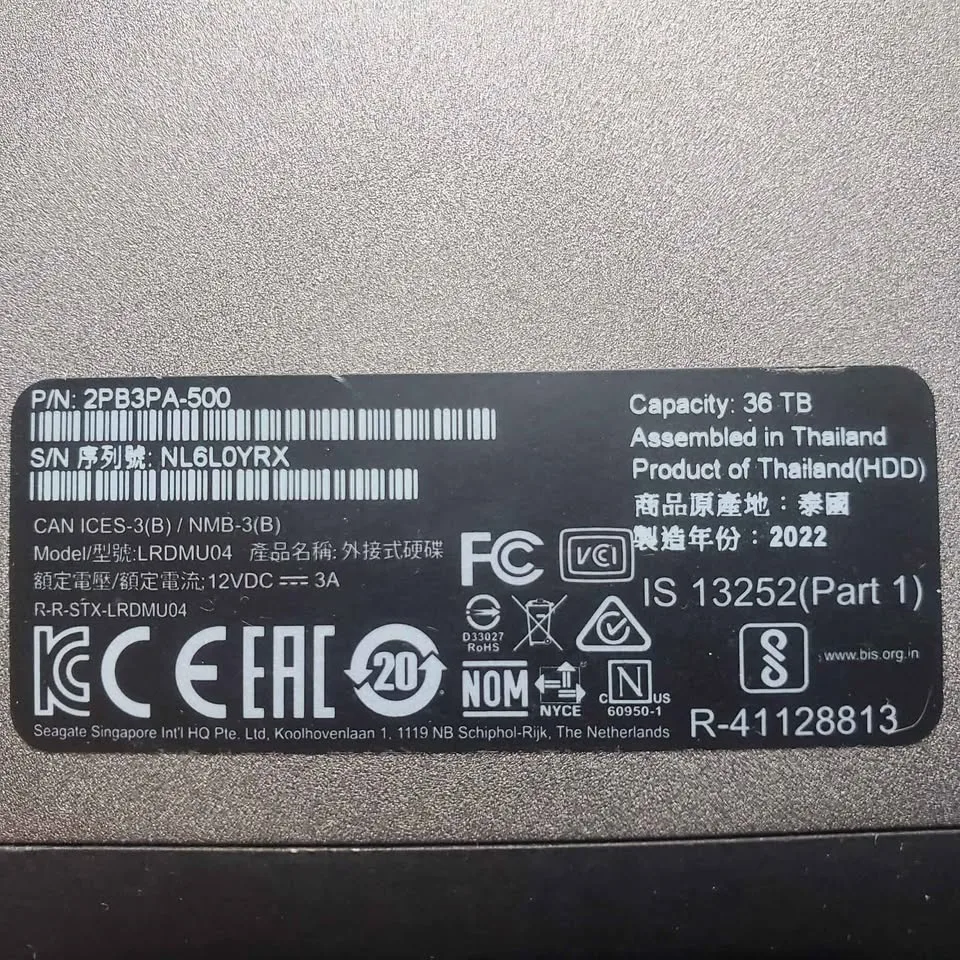 P/N: 2PB3PA-500
S/N 序列號: NL6L0YRX
CAN ICES-3(B) / NMB-3(B)
Model/型號:LRDMU04 產品名稱: 外接式硬碟
額定電壓/額定電流:12VDC ⎓ 3A
R-R-STX-LRDMU04
Capacity: 36 TB
Assembled in Thailand
Product of Thailand(HDD)
商品原產地：泰國
製造年份：2022
FC
VCI
IS 13252(Part 1)
D33027
RoHS
www.bis.org.in
KC CE EAC 20
NOM
NYCE
c N US
60950-1
R-41128813
Seagate Singapore Int'l HQ Pte. Ltd, Koolhovenlaan 1, 1119 NB Schiphol-Rijk, The Netherlands